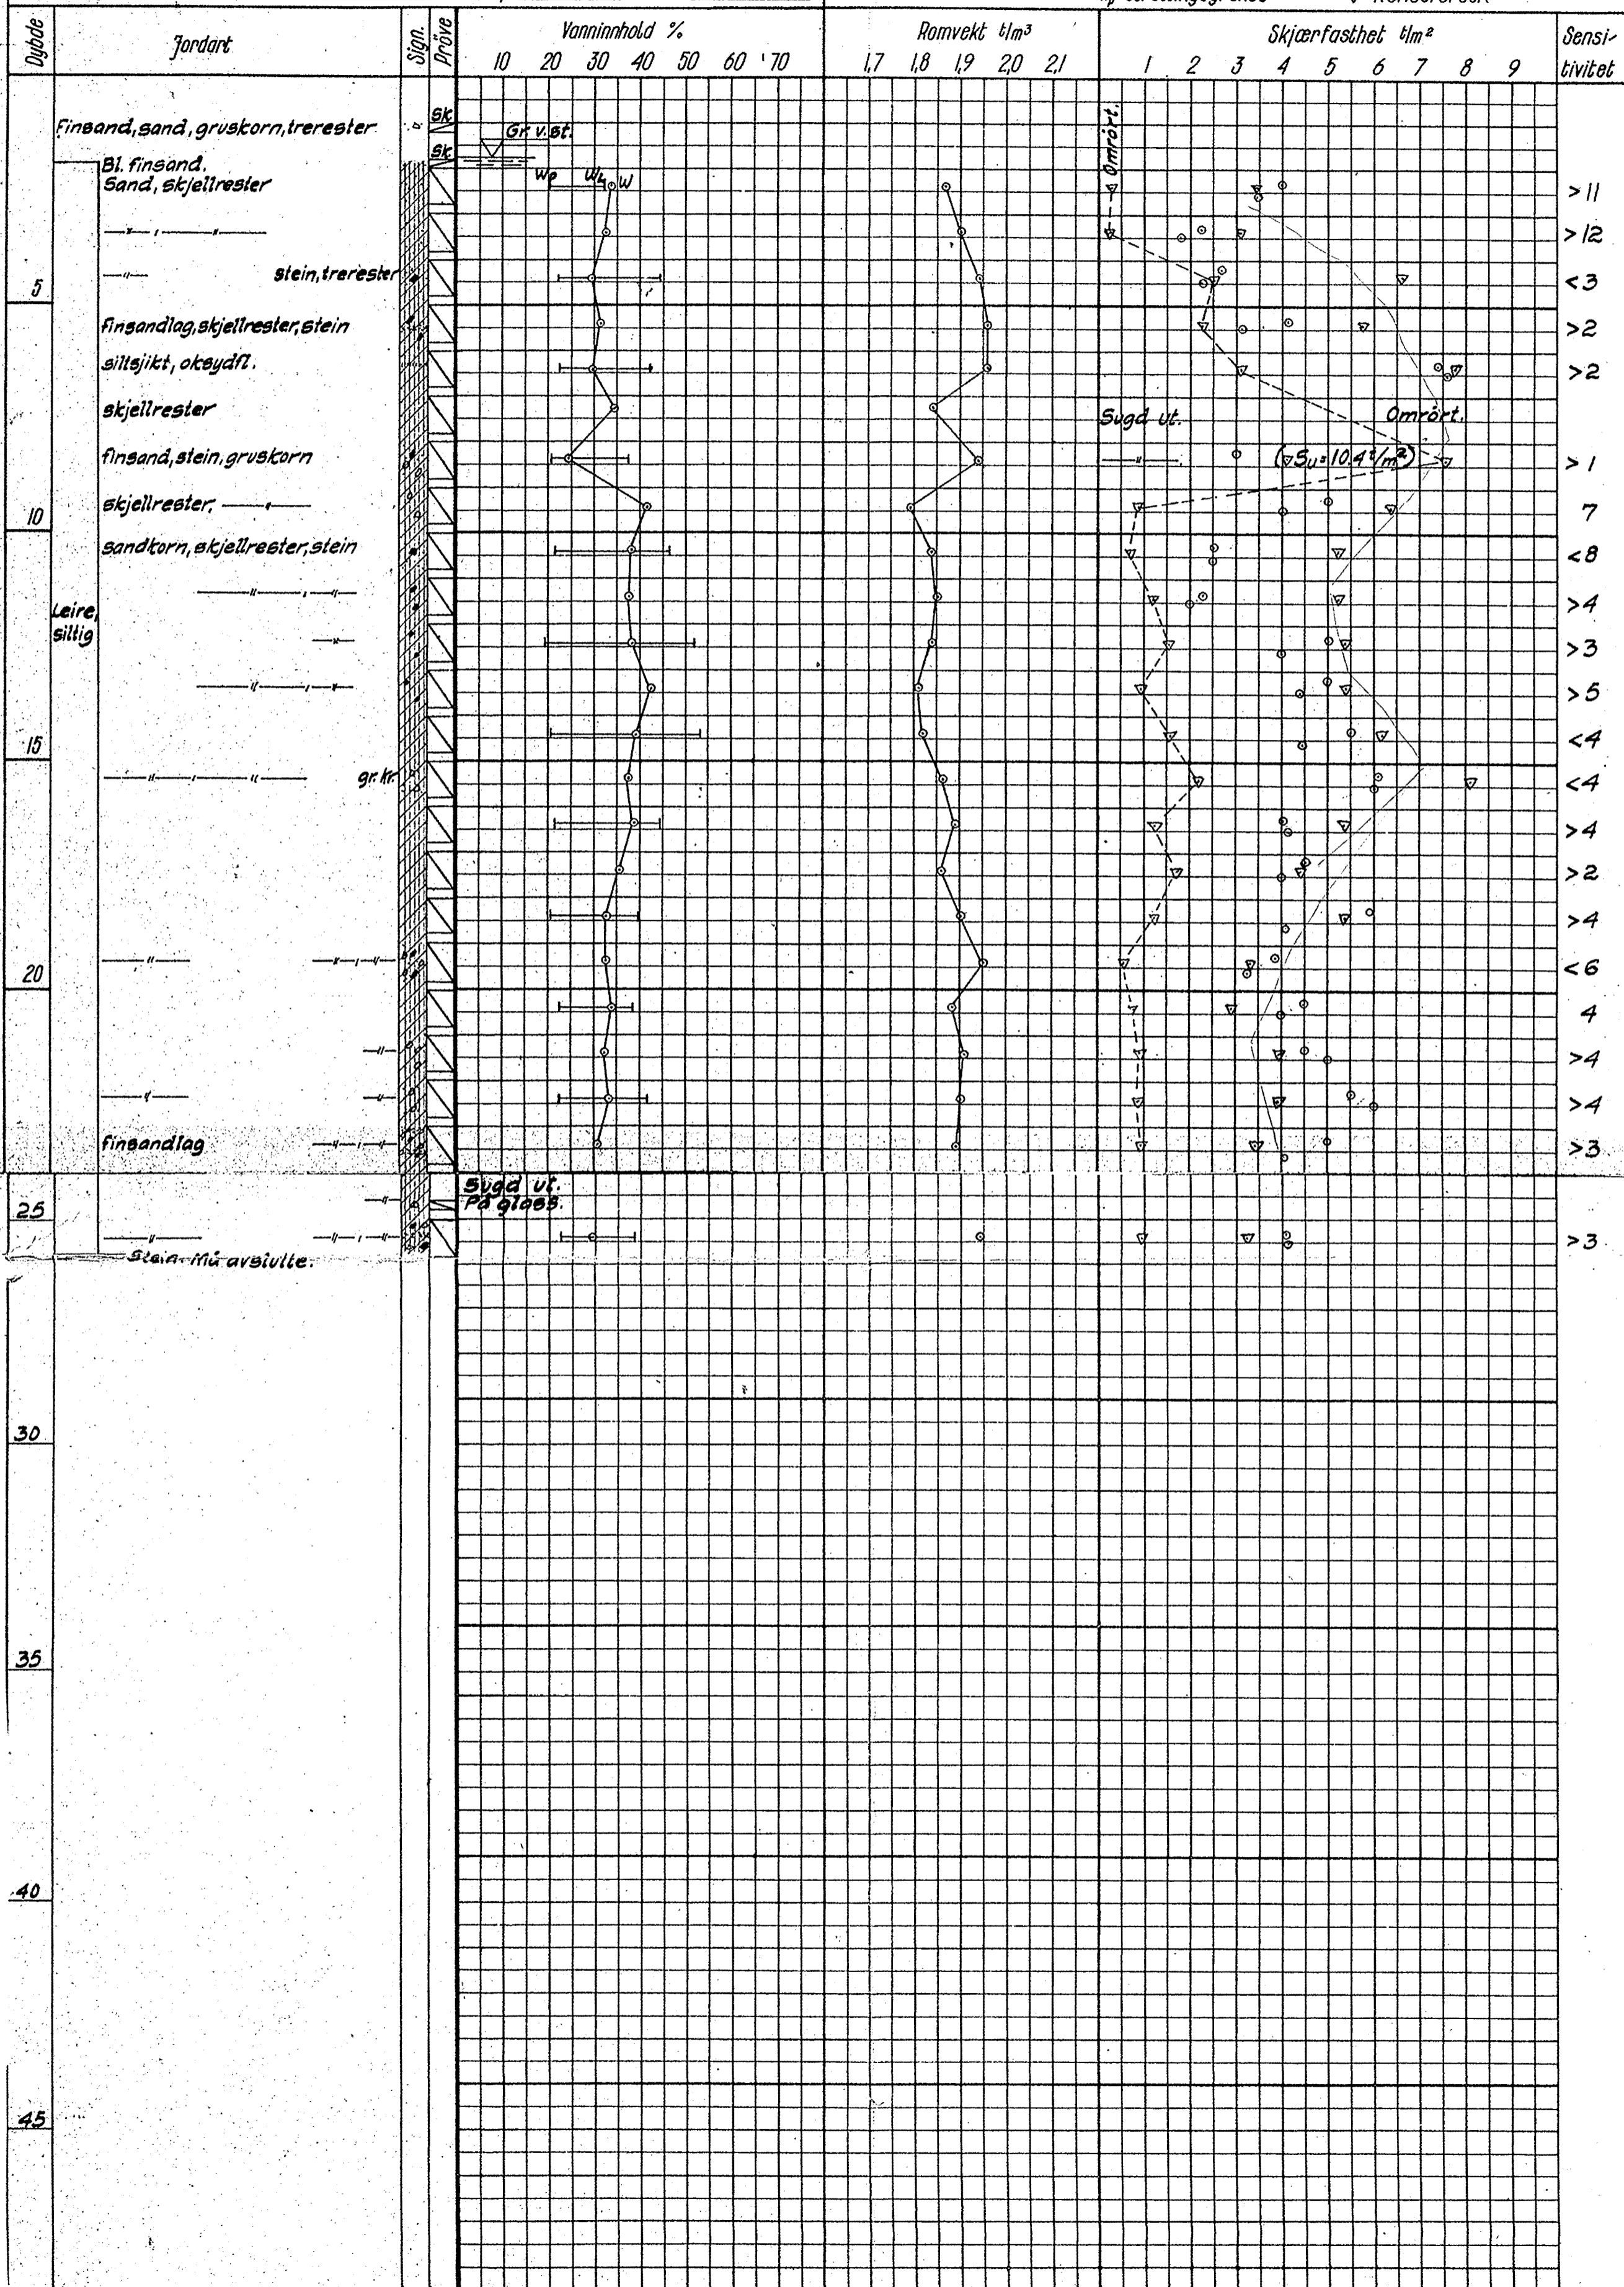 Dybde Jordart Sign. Pröve Vanninnhold % Romvekt t/m³ Skjærfasthet t/m² Sensi-
10 20 30 40 50 60 70 1,7 1,8 1,9 2,0 2,1 1 2 3 4 5 6 7 8 9 tivitet
Omrört.
Sk.
Finsand, sand, gruskorn, trerester
Gr. v. st.
Sk.
Bl. finsand.
Sand, skjellrester Wp WL W >11
— " — , — " — >12
— " — stein, trerester <3
5
finsandlag, skjellrester, stein >2
siltsjikt, oksydfl. >2
skjellrester Sugd ut. Omrört.
finsand, stein, gruskorn — " — (▽Su=10.4 t/m²) >1
skjellrester, — " — 7
10
sandkorn, skjellrester, stein <8
— " — , — " — >4
Leire,
siltig
— " — >3
— " — , — " — >5
<4
15
— " — , — " — gr. kr. <4
>4
>2
>4
— " — — " — , — " — <6
20
4
— " — >4
— " — — " — >4
finsandlag — " — , — " — >3
Sugd ut.
— " — På glass.
25
— " — — " — , — " — >3
Stein. Må avslutte.
30
35
40
45